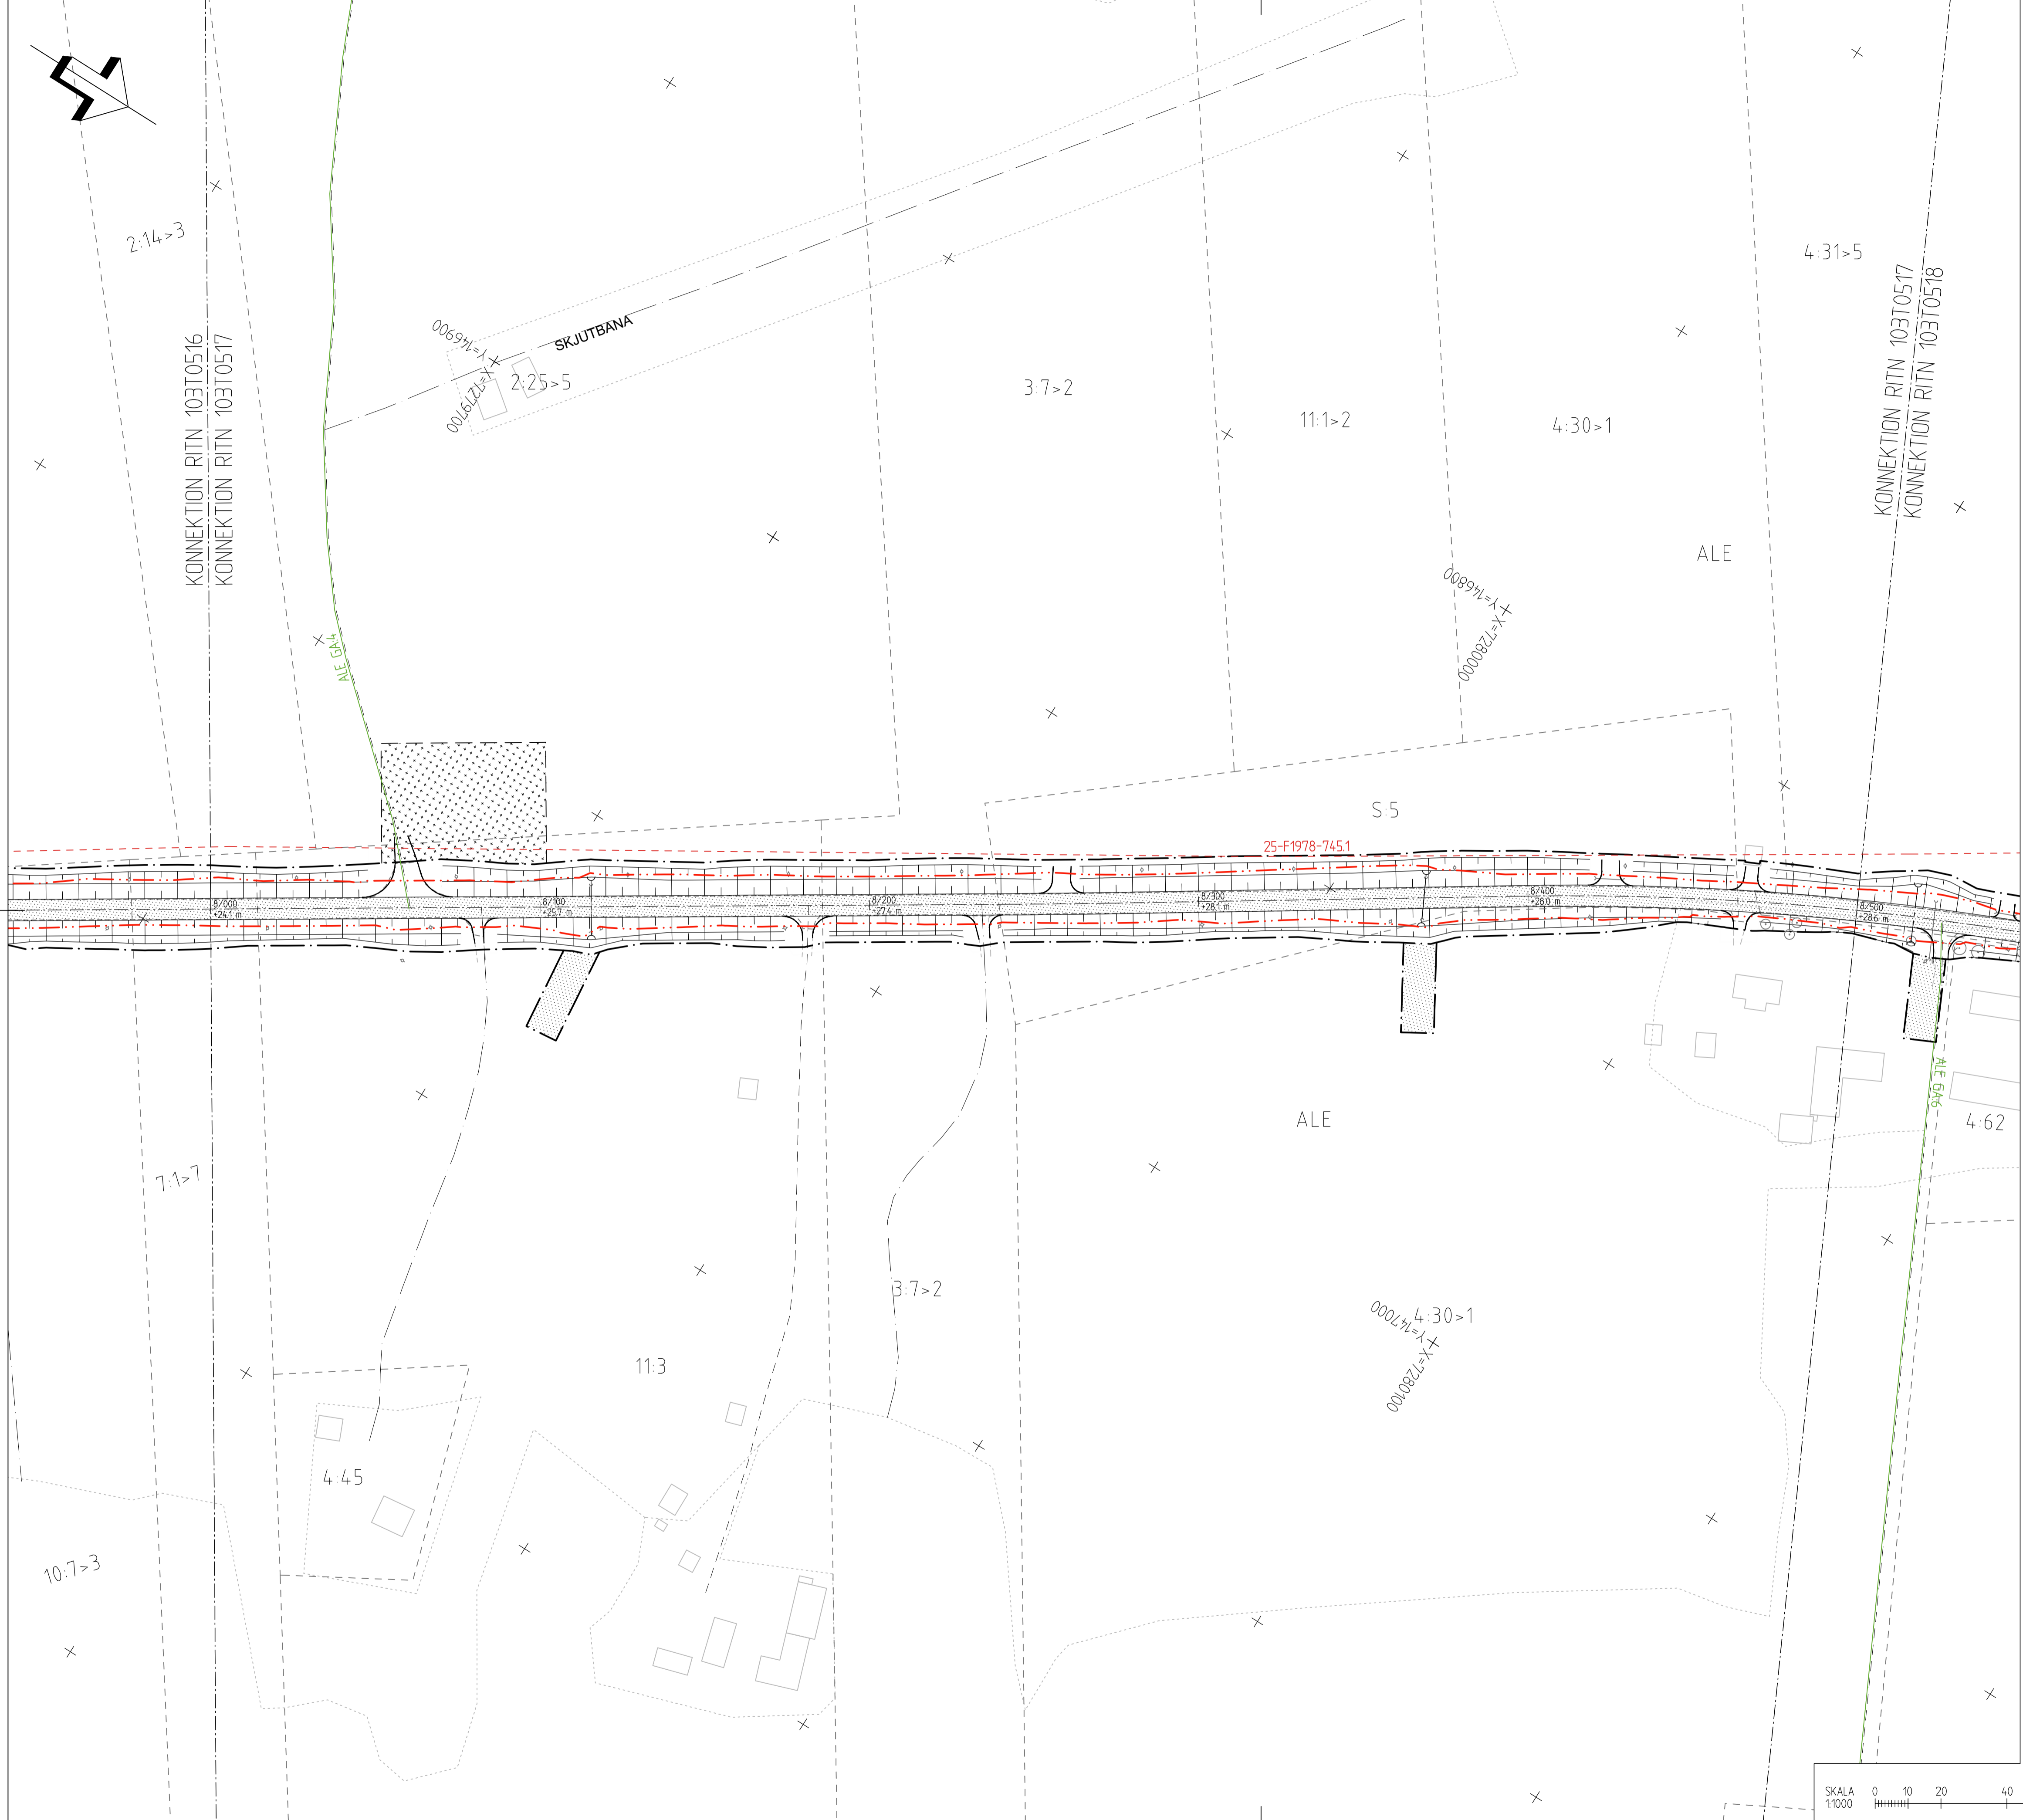 2:14>3
4:31>5
KONNEKTION RITN 103T0516
KONNEKTION RITN 103T0517
KONNEKTION RITN 103T0517
KONNEKTION RITN 103T0518
SKJUTBANA
Y=146900
X=7279700
2:25>5
3:7>2
11:1>2
4:30>1
ALE
Y=146800
X=7280000
ALE GA:4
S:5
25-F1978-745.1
8/000
+24.1 m
8/100
+25.7 m
8/200
+27.4 m
8/300
+28.1 m
8/400
+28.0 m
8/500
+28.6 m
ALE GA:6
ALE
4:62
7:1>7
3:7>2
4:30>1
Y=147000
X=7280100
11:3
4:45
10:7>3
SKALA 0 10 20 40
1:1000